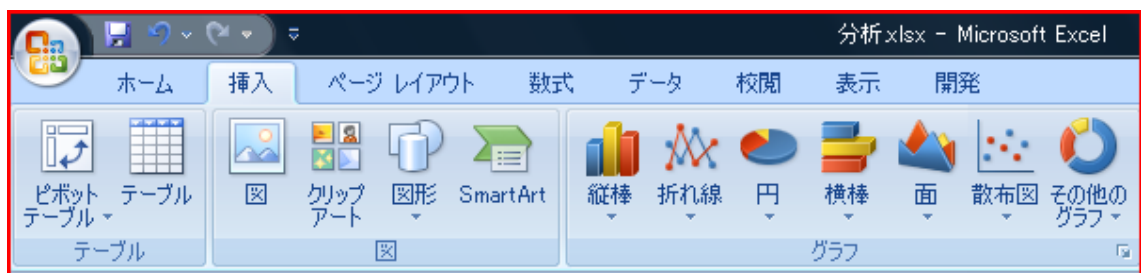 分析.xlsx - Microsoft Excel
ホーム 挿入 ページ レイアウト 数式 データ 校閲 表示 開発
ピボット
テーブル
テーブル
図
クリップ
アート
図形
SmartArt
縦棒
折れ線
円
横棒
面
散布図
その他の
グラフ
テーブル
図
グラフ